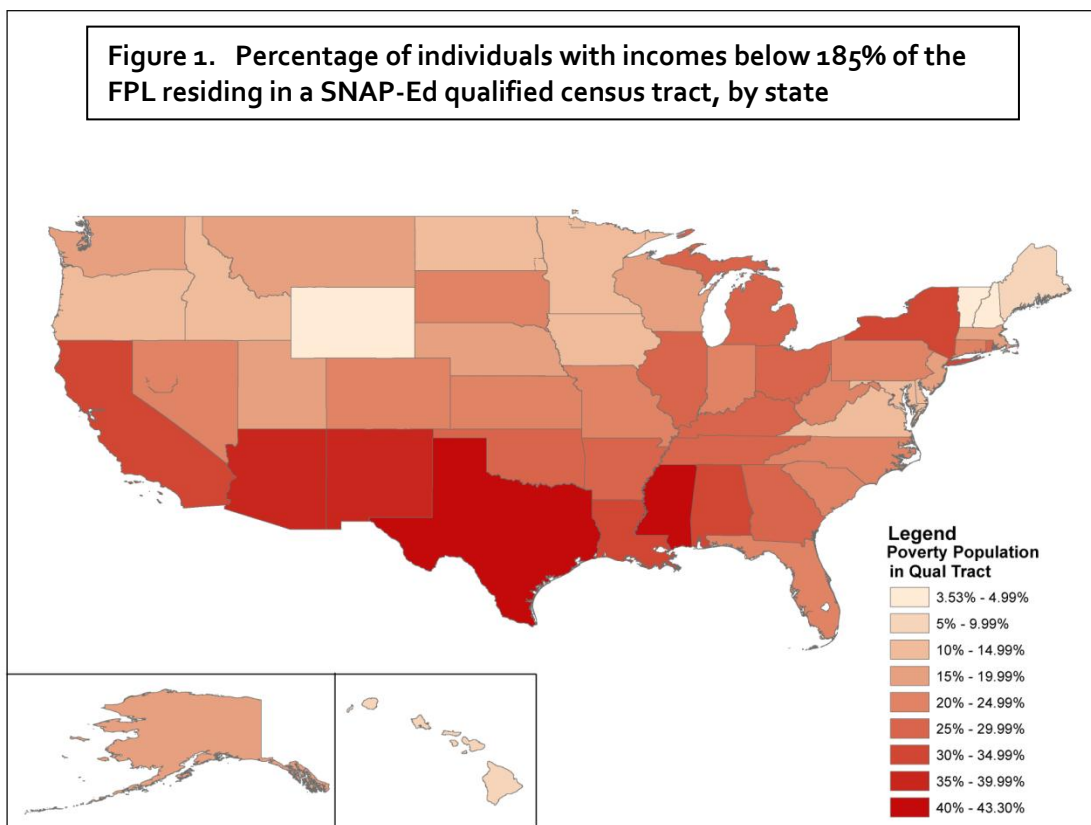 Figure 1. Percentage of individuals with incomes below 185% of the
FPL residing in a SNAP-Ed qualified census tract, by state
Legend
Poverty Population
in Qual Tract
3.53% - 4.99%
5% - 9.99%
10% - 14.99%
15% - 19.99%
20% - 24.99%
25% - 29.99%
30% - 34.99%
35% - 39.99%
40% - 43.30%